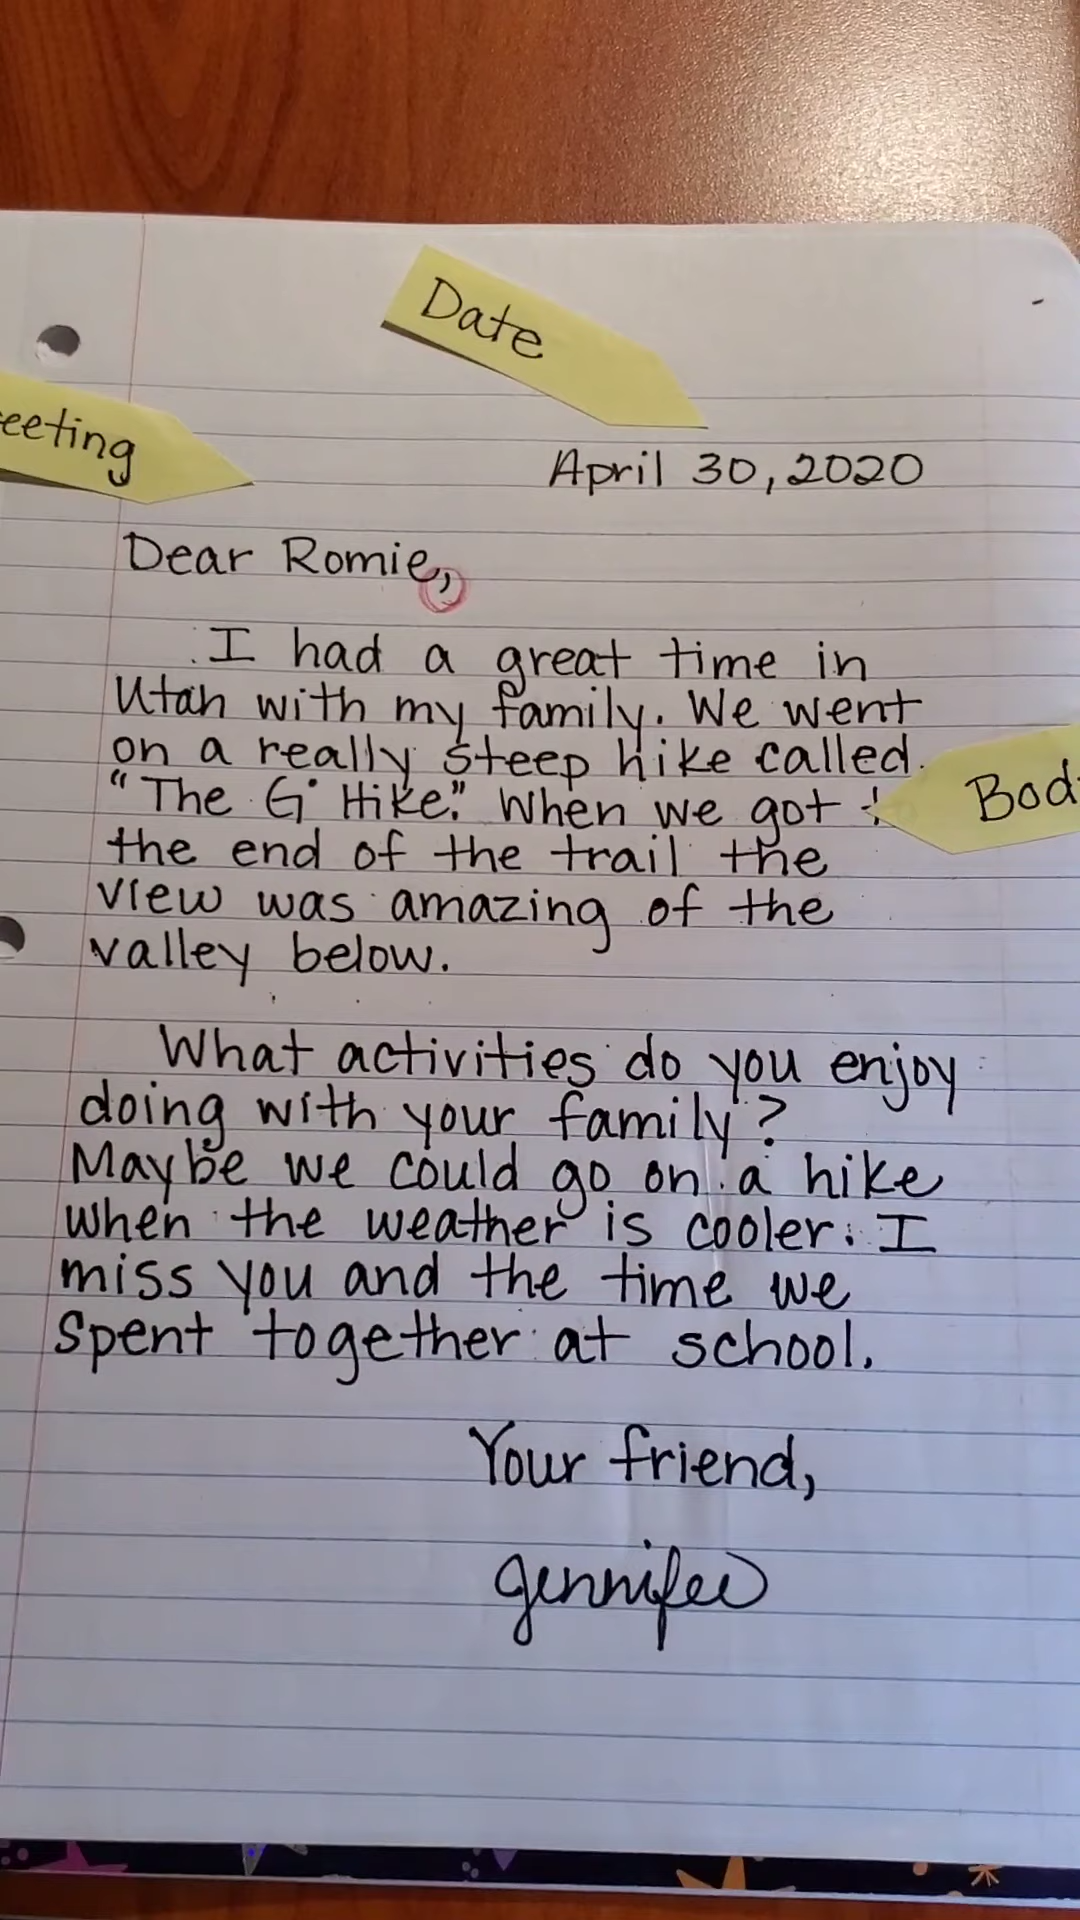 Date
eeting
April 30, 2020
Dear Romie,
I had a great time in
Utah with my family. We went
on a really steep hike called
"The G Hike." When we got
the end of the trail the
view was amazing of the
valley below.
Bod
What activities do you enjoy
doing with your family?
Maybe we could go on a hike
when the weather is cooler. I
miss you and the time we
spent together at school.
Your friend,
Jennifer